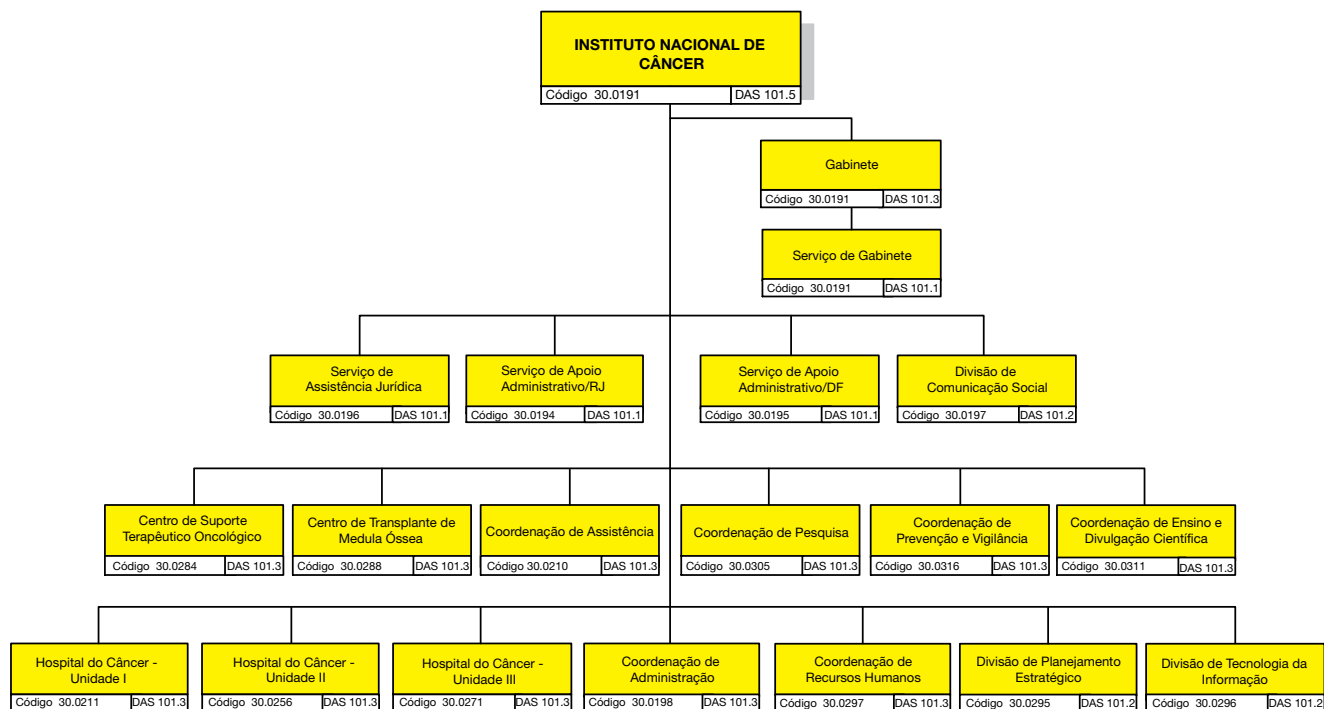 INSTITUTO NACIONAL DE
CÂNCER
Código 30.0191 DAS 101.5
Gabinete
Código 30.0191 DAS 101.3
Serviço de Gabinete
Código 30.0191 DAS 101.1
Serviço de
Assistência Jurídica
Código 30.0196 DAS 101.1
Serviço de Apoio
Administrativo/RJ
Código 30.0194 DAS 101.1
Serviço de Apoio
Administrativo/DF
Código 30.0195 DAS 101.1
Divisão de
Comunicação Social
Código 30.0197 DAS 101.2
Centro de Suporte
Terapêutico Oncológico
Código 30.0284 DAS 101.3
Centro de Transplante de
Medula Óssea
Código 30.0288 DAS 101.3
Coordenação de Assistência
Código 30.0210 DAS 101.3
Coordenação de Pesquisa
Código 30.0305 DAS 101.3
Coordenação de
Prevenção e Vigilância
Código 30.0316 DAS 101.3
Coordenação de Ensino e
Divulgação Científica
Código 30.0311 DAS 101.3
Hospital do Câncer -
Unidade I
Código 30.0211 DAS 101.3
Hospital do Câncer -
Unidade II
Código 30.0256 DAS 101.3
Hospital do Câncer -
Unidade III
Código 30.0271 DAS 101.3
Coordenação de
Administração
Código 30.0198 DAS 101.3
Coordenação de
Recursos Humanos
Código 30.0297 DAS 101.3
Divisão de Planejamento
Estratégico
Código 30.0295 DAS 101.2
Divisão de Tecnologia da
Informação
Código 30.0296 DAS 101.2